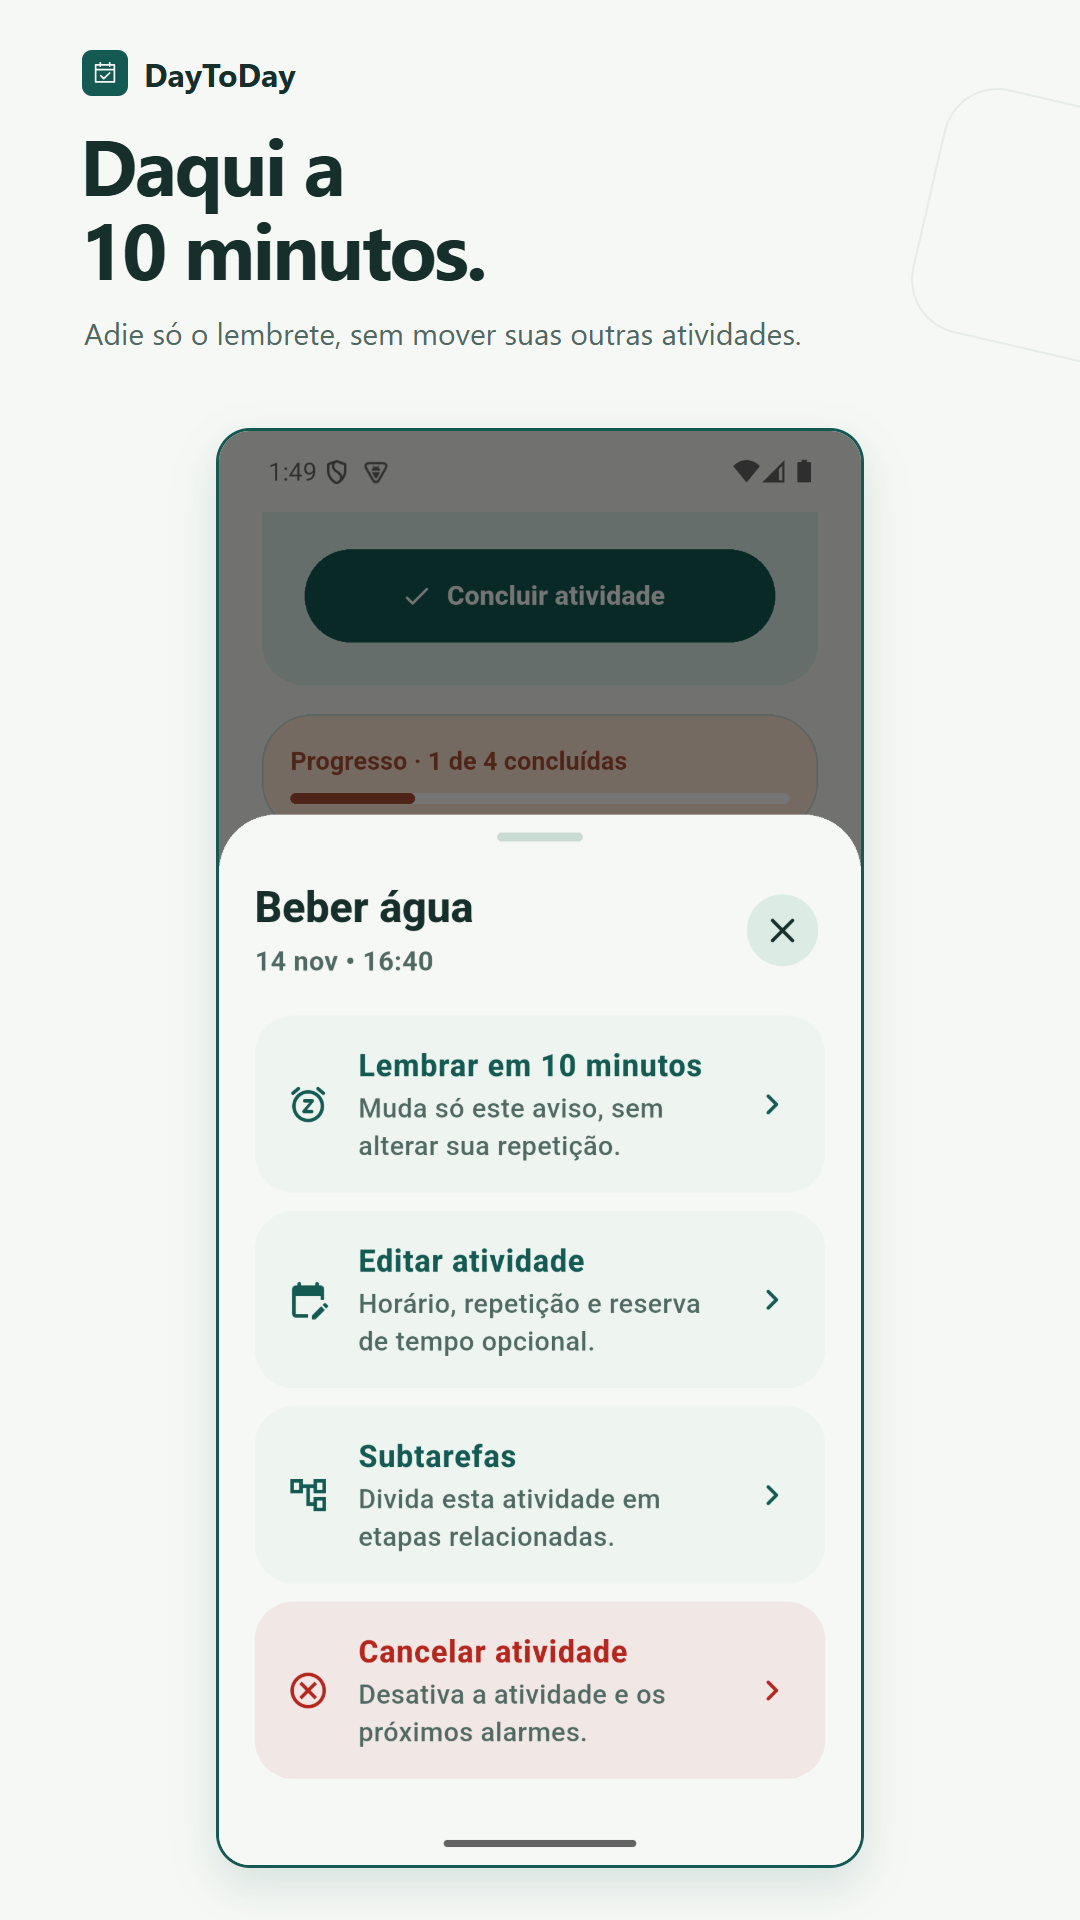 DayToDay
Daqui a
10 minutos.
Adie só o lembrete, sem mover suas outras atividades.
1:49
Concluir atividade
Progresso · 1 de 4 concluídas
Beber água
14 nov • 16:40
Lembrar em 10 minutos
Muda só este aviso, sem
alterar sua repetição.
Editar atividade
Horário, repetição e reserva
de tempo opcional.
Subtarefas
Divida esta atividade em
etapas relacionadas.
Cancelar atividade
Desativa a atividade e os
próximos alarmes.